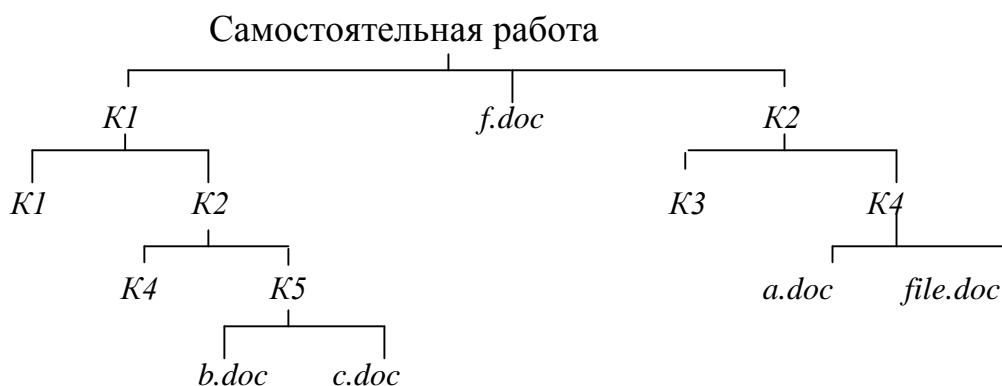 Самостоятельная работа
К1 f.doc К2
К1 К2 К3 К4
К4 К5 a.doc file.doc
b.doc c.doc